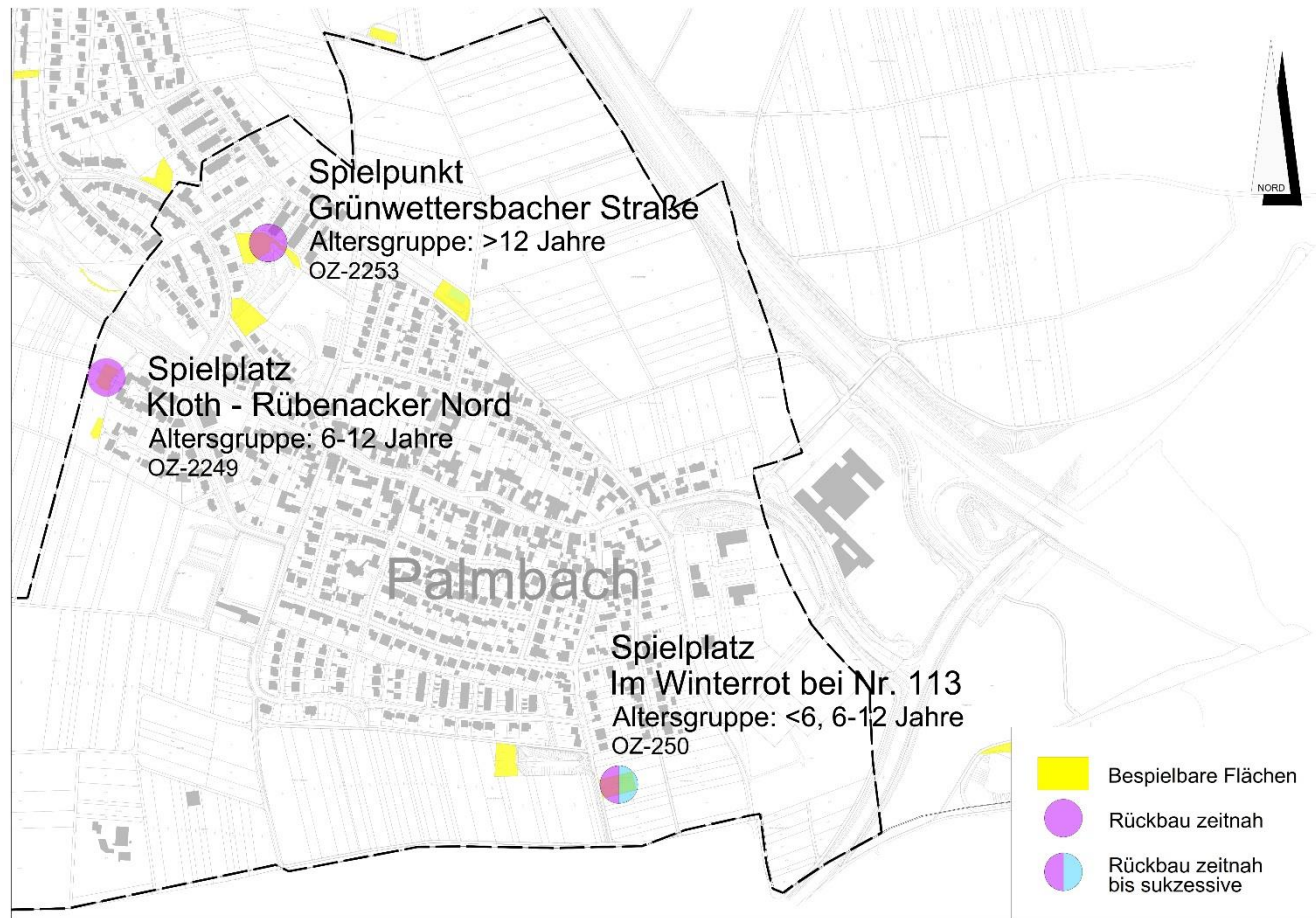 NORD
Spielpunkt
Grünwettersbacher Straße
Altersgruppe: >12 Jahre
OZ-2253
Spielplatz
Kloth - Rübenacker Nord
Altersgruppe: 6-12 Jahre
OZ-2249
Palmbach
Spielplatz
Im Winterrot bei Nr. 113
Altersgruppe: <6, 6-12 Jahre
OZ-250
Bespielbare Flächen
Rückbau zeitnah
Rückbau zeitnah
bis sukzessive